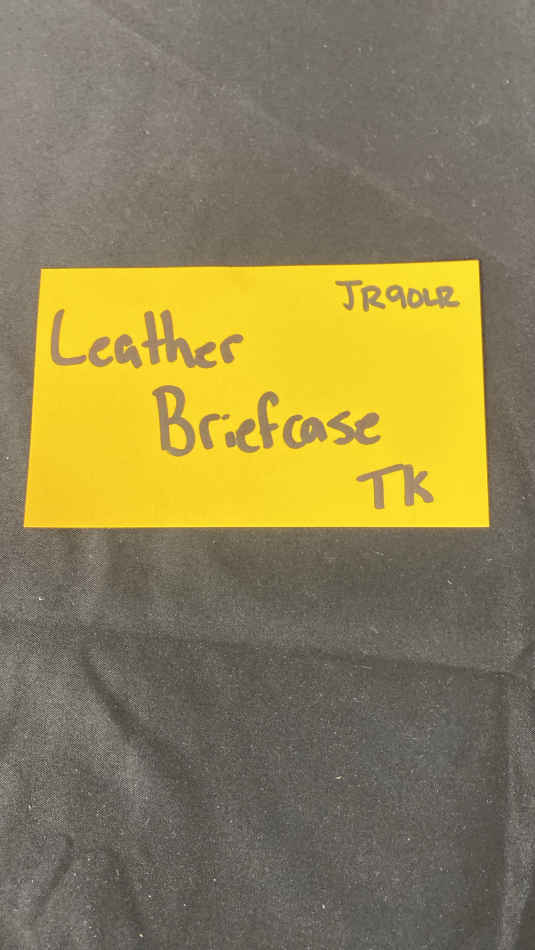 JR90LR
Leather
Briefcase
TK